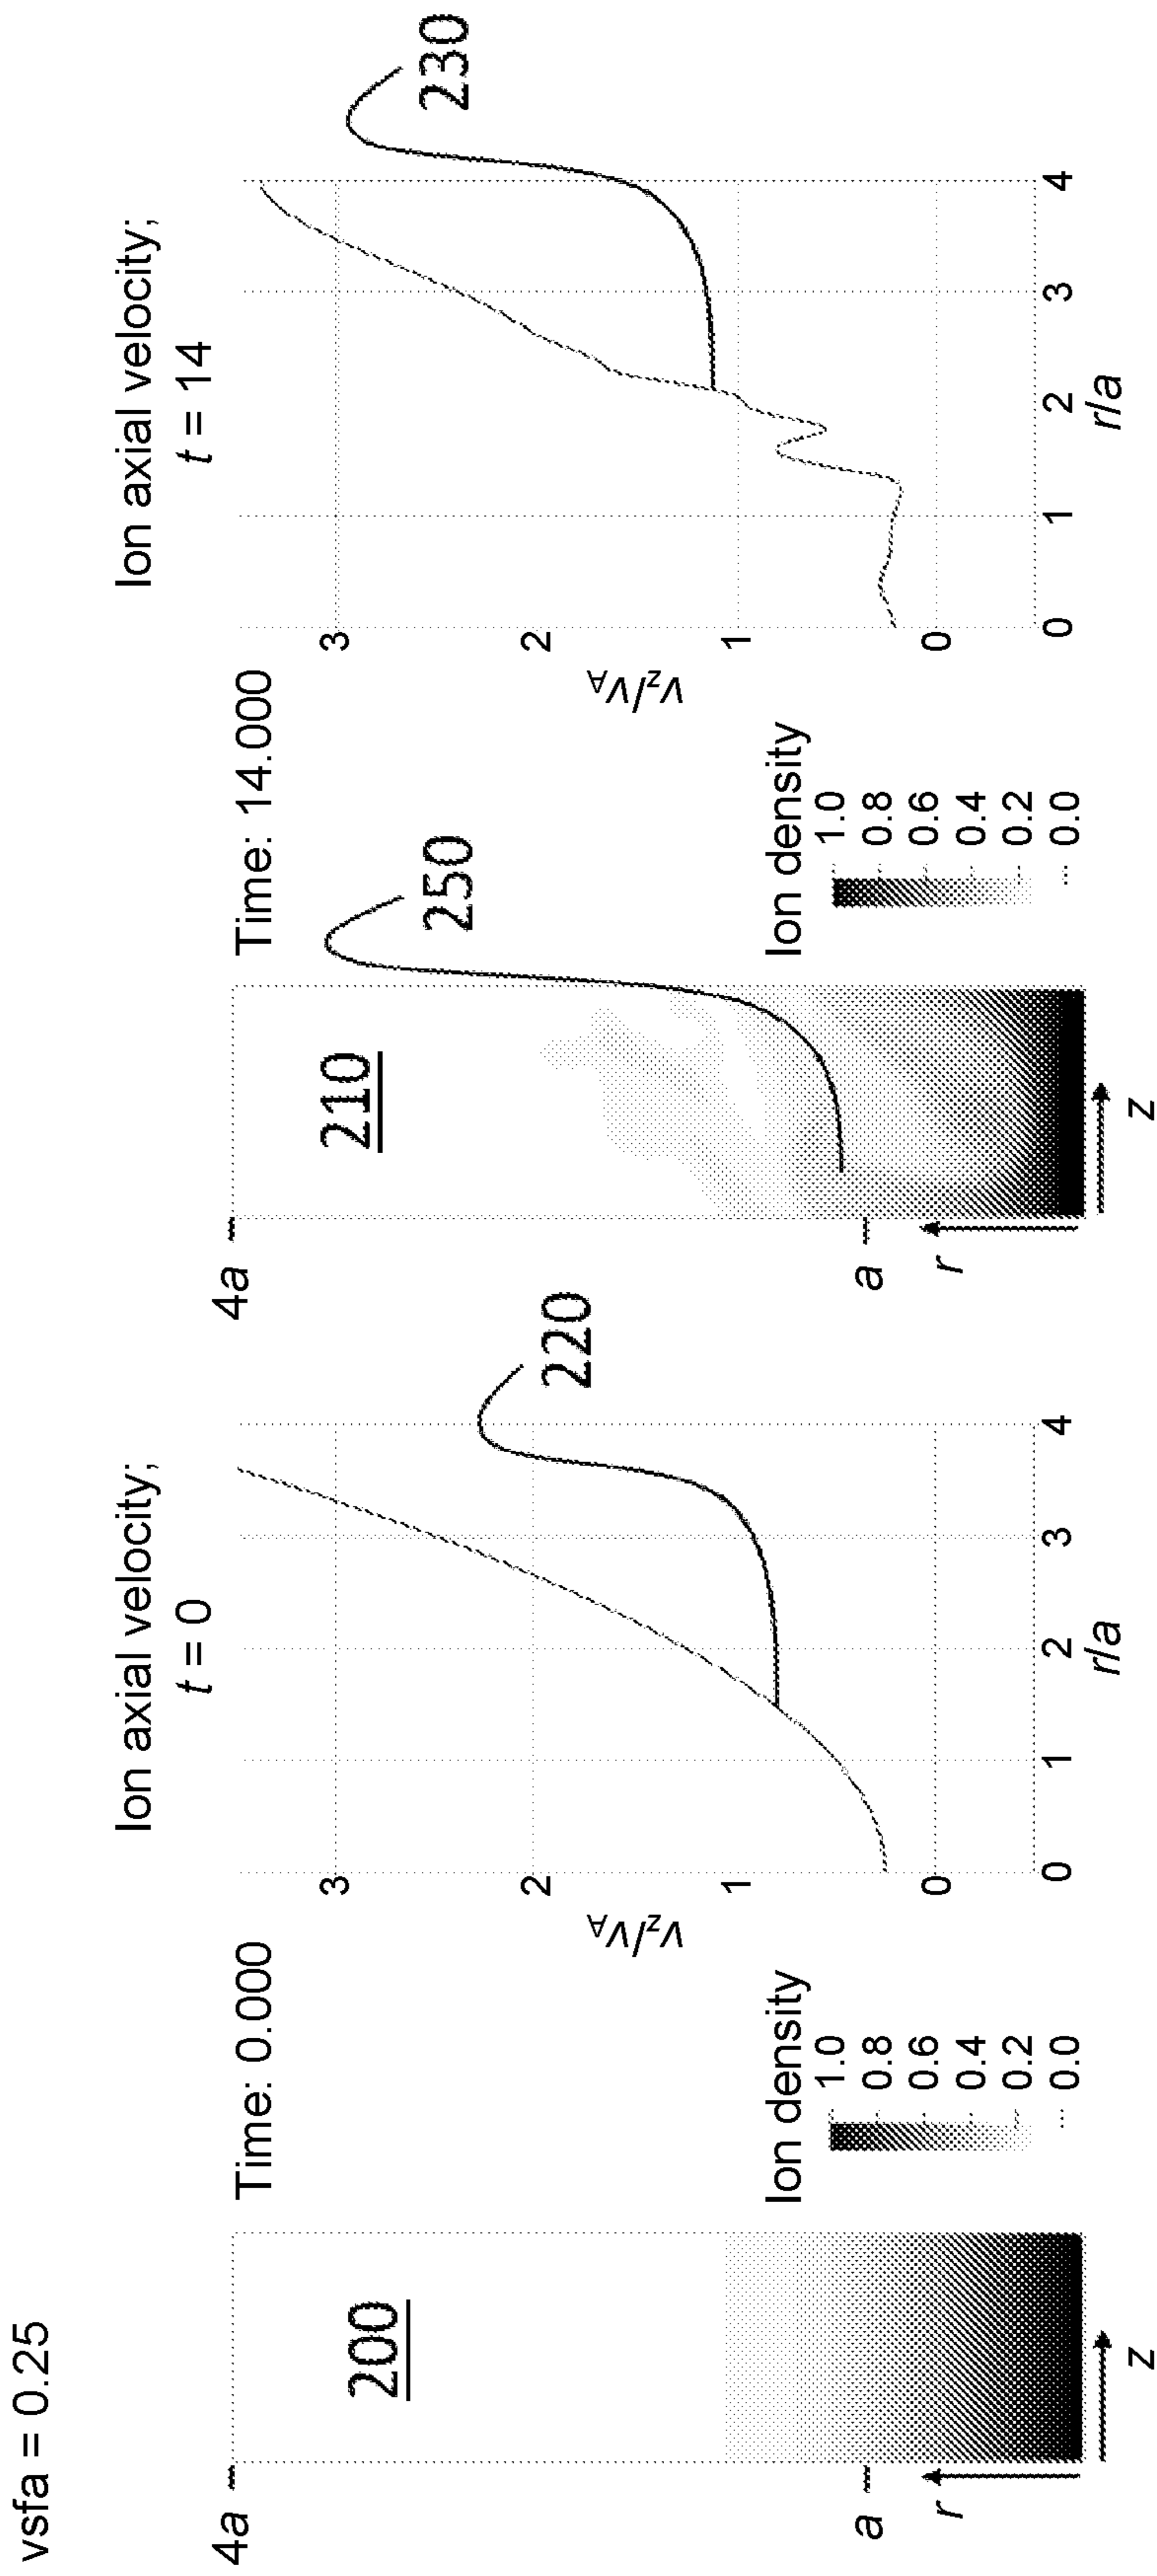 vsfa = 0.25
4a
a
r
z
200
Time: 0.000
Ion density
1.0
0.8
0.6
0.4
0.2
0.0
Ion axial velocity;
t = 0
3
2
1
0
vz/vA
0 1 2 3 4
r/a
220
4a
a
r
z
210
250
Time: 14.000
Ion density
1.0
0.8
0.6
0.4
0.2
0.0
Ion axial velocity;
t = 14
3
2
1
0
vz/vA
0 1 2 3 4
r/a
230